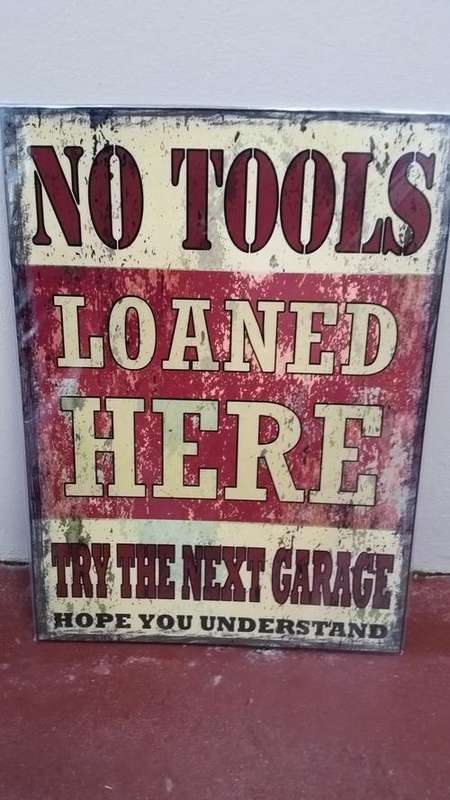 NO TOOLS
LOANED
HERE
TRY THE NEXT GARAGE
HOPE YOU UNDERSTAND